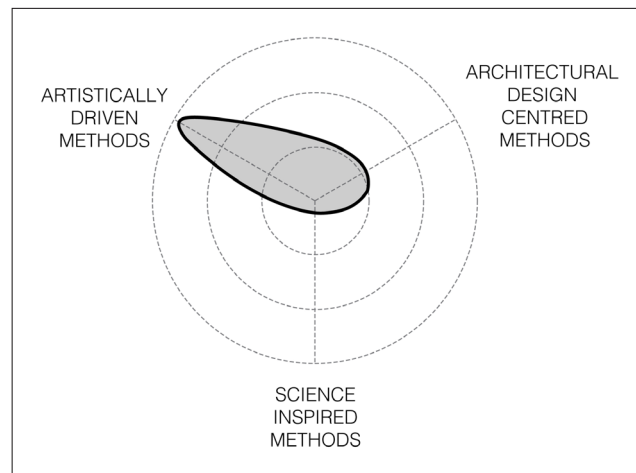 ARTISTICALLY
DRIVEN
METHODS
ARCHITECTURAL
DESIGN
CENTRED
METHODS
SCIENCE
INSPIRED
METHODS